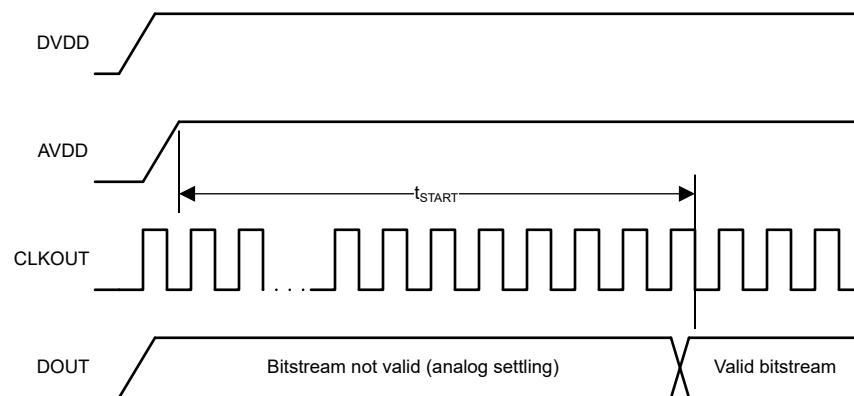 DVDD
AVDD
tSTART
CLKOUT
. . .
DOUT
Bitstream not valid (analog settling)
Valid bitstream